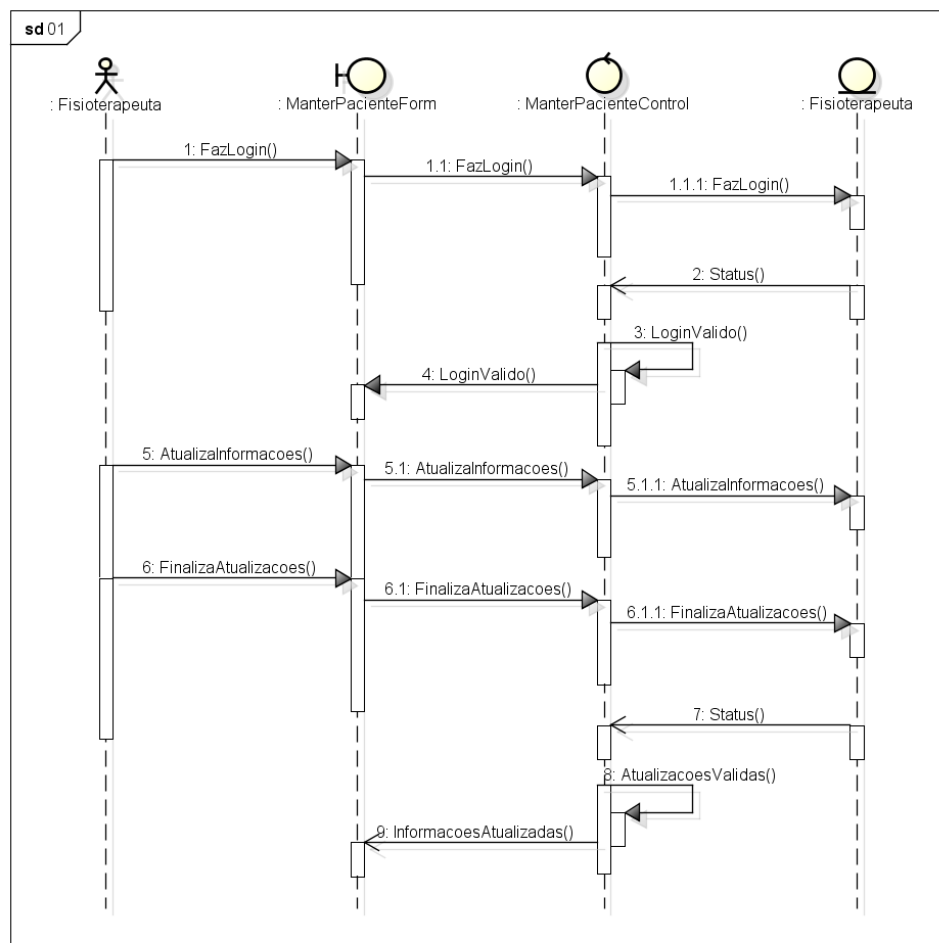 sd 01
: Fisioterapeuta
: ManterPacienteForm
: ManterPacienteControl
: Fisioterapeuta
1: FazLogin()
1.1: FazLogin()
1.1.1: FazLogin()
2: Status()
3: LoginValido()
4: LoginValido()
5: AtualizaInformacoes()
5.1: AtualizaInformacoes()
5.1.1: AtualizaInformacoes()
6: FinalizaAtualizacoes()
6.1: FinalizaAtualizacoes()
6.1.1: FinalizaAtualizacoes()
7: Status()
8: AtualizacoesValidas()
9: InformacoesAtualizadas()